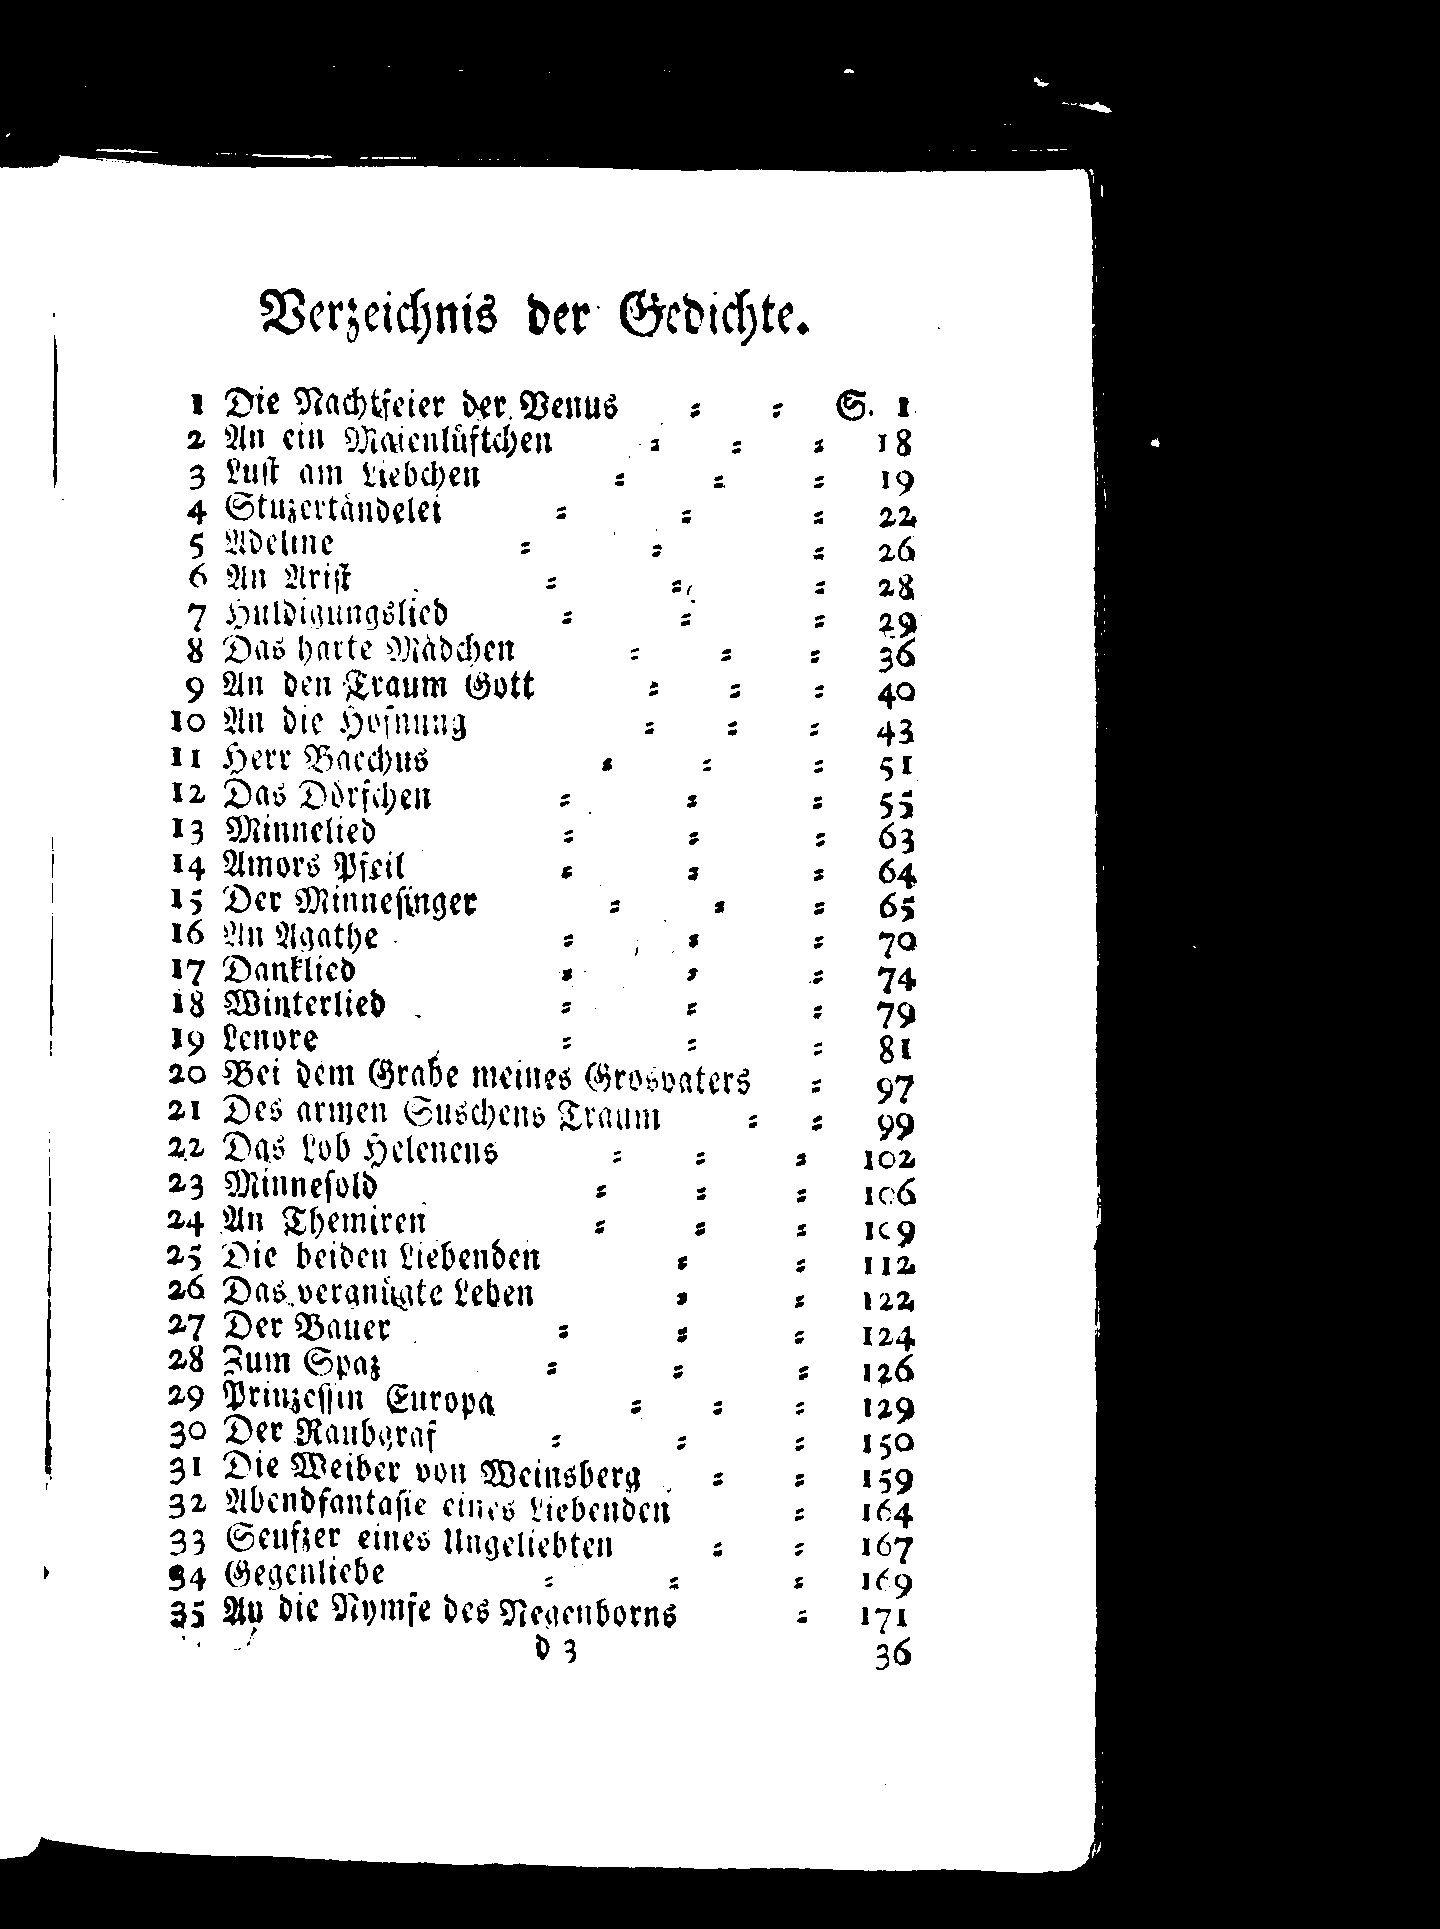 Verzeichnis der Gedichte.
1 Die Nachtfeier der Venus = = S. 1
2 An ein Maienlüftchen = = = 18
3 Lust am Liebchen = = = 19
4 Stuzertändelei = = = 22
5 Adeline = = = 26
6 An Arist = = = 28
7 Huldigungslied = = = 29
8 Das harte Mädchen = = = 36
9 An den Traum Gott = = = 40
10 An die Hofnung = = = 43
11 Herr Bacchus = = = 51
12 Das Dörfchen = = = 55
13 Minnelied = = = 63
14 Amors Pfeil = = = 64
15 Der Minnesinger = = = 65
16 An Agathe = = = 70
17 Danklied = = = 74
18 Winterlied = = = 79
19 Lenore = = = 81
20 Bei dem Grabe meines Grosvaters = 97
21 Des armen Suschens Traum = = 99
22 Das Lob Helenens = = = 102
23 Minnesold = = = 106
24 An Themiren = = = 109
25 Die beiden Liebenden = = 112
26 Das vergnügte Leben = = 122
27 Der Bauer = = = 124
28 Zum Spaz = = = 126
29 Prinzessin Europa = = = 129
30 Der Raubgraf = = = 150
31 Die Weiber von Weinsberg = = 159
32 Abendfantasie eines Liebenden = 164
33 Seufzer eines Ungeliebten = = 167
34 Gegenliebe = = = 169
35 An die Nymfe des Negenborns = 171
d 3 36